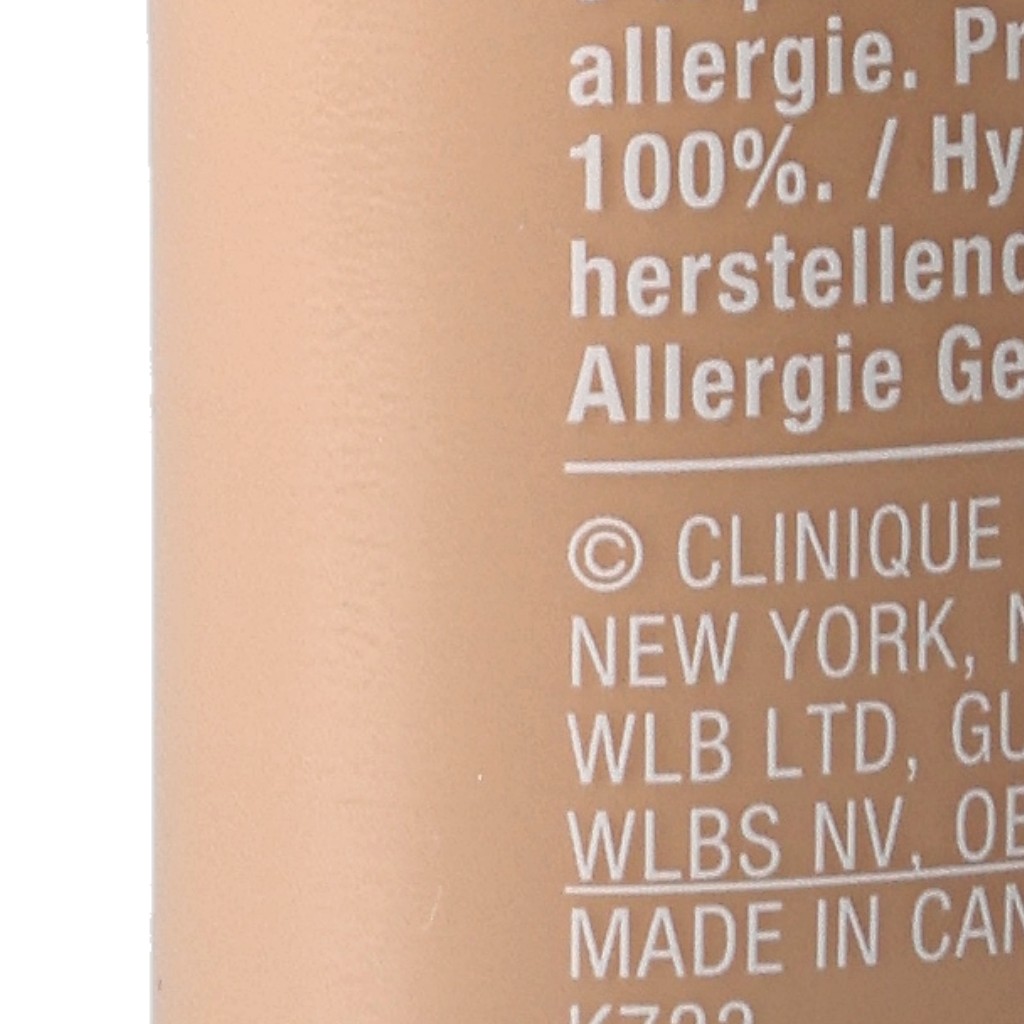 allergie. Pr
100%. / Hy
herstellend
Allergie Ge
© CLINIQUE
NEW YORK, N
WLB LTD, GU
WLBS NV, OE
MADE IN CAN